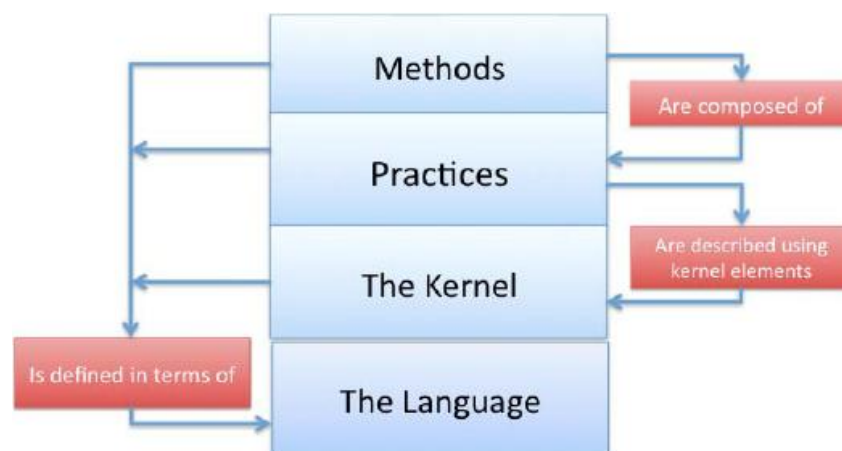 Methods
Are composed of
Practices
Are described using
kernel elements
The Kernel
Is defined in terms of
The Language